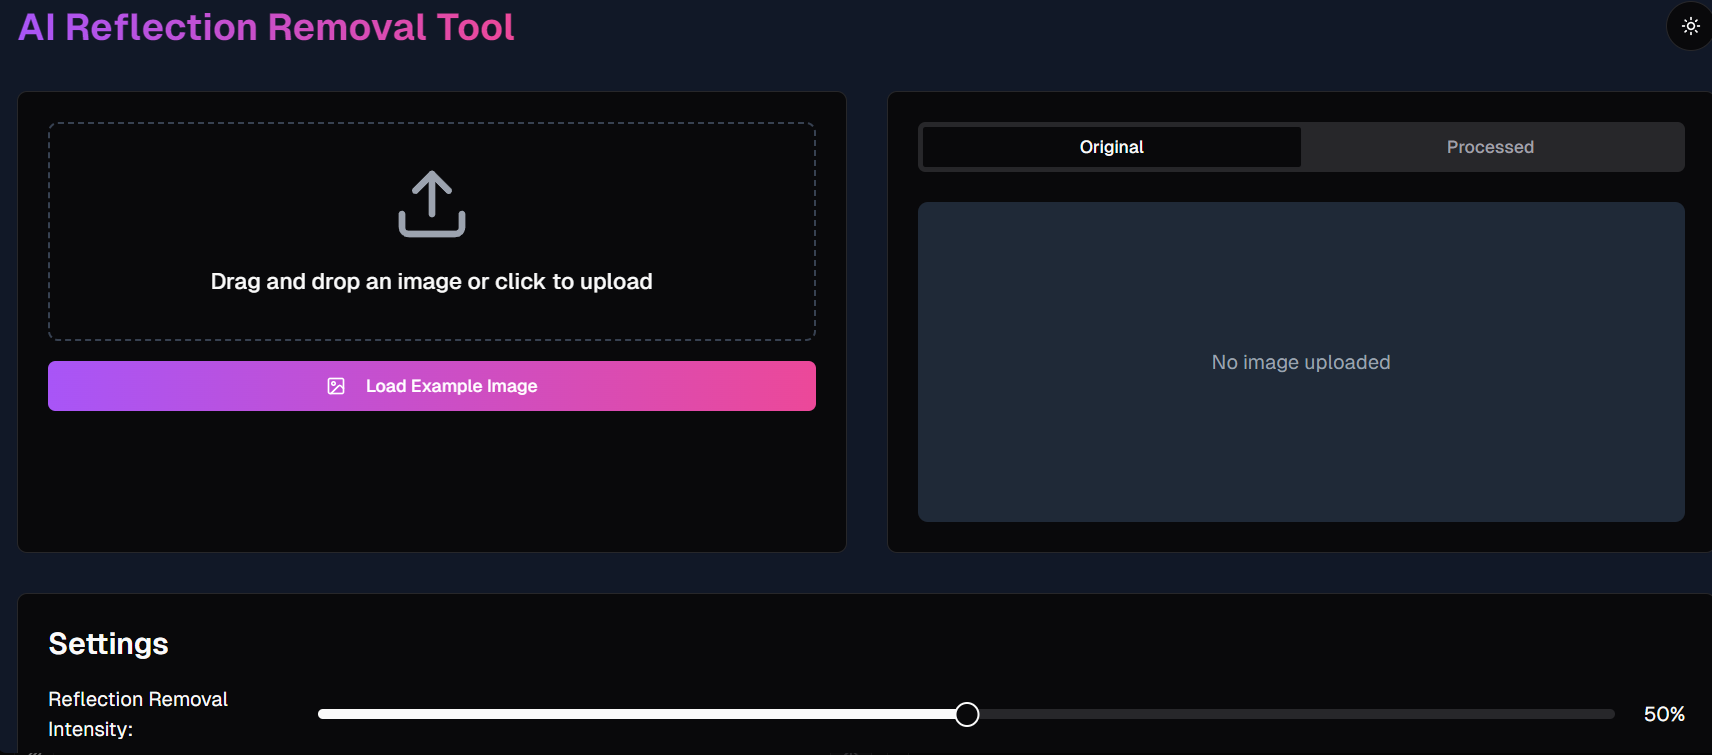 AI Reflection Removal Tool
Drag and drop an image or click to upload
Load Example Image
Original
Processed
No image uploaded
Settings
Reflection Removal
Intensity:
50%